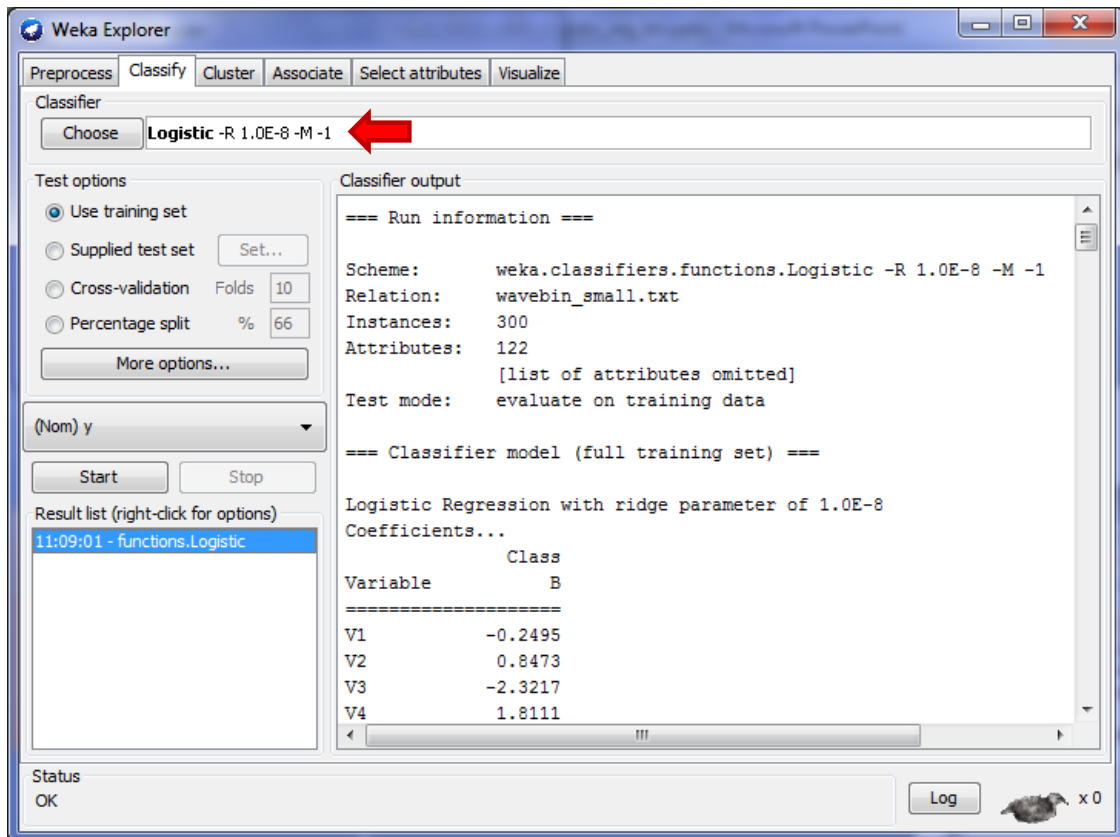 Weka Explorer
Preprocess Classify Cluster Associate Select attributes Visualize
Classifier
Choose Logistic -R 1.0E-8 -M -1
Test options
Use training set
Supplied test set Set...
Cross-validation Folds 10
Percentage split % 66
More options...
(Nom) y
Start Stop
Result list (right-click for options)
11:09:01 - functions.Logistic
Classifier output
=== Run information ===
Scheme: weka.classifiers.functions.Logistic -R 1.0E-8 -M -1
Relation: wavebin_small.txt
Instances: 300
Attributes: 122
[list of attributes omitted]
Test mode: evaluate on training data
=== Classifier model (full training set) ===
Logistic Regression with ridge parameter of 1.0E-8
Coefficients...
Class
Variable B
=====================
V1 -0.2495
V2 0.8473
V3 -2.3217
V4 1.8111
Status
OK
Log x 0